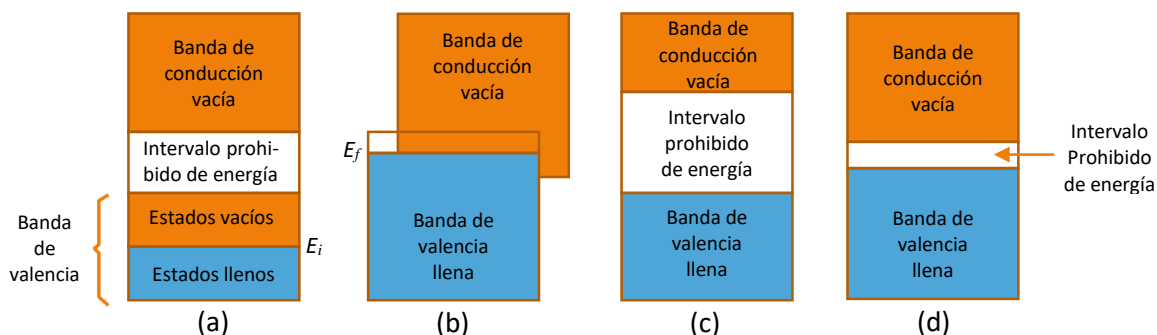 Banda de
conducción
vacía
Intervalo prohi-
bido de energía
Estados vacíos
Estados llenos
Banda
de
valencia
E_i
(a)
Banda de
conducción
vacía
E_f
Banda de
valencia
llena
(b)
Banda de
conducción
vacía
Intervalo
prohibido
de energía
Banda de
valencia
llena
(c)
Banda de
conducción
vacía
Intervalo
Prohibido
de energía
Banda de
valencia
llena
(d)